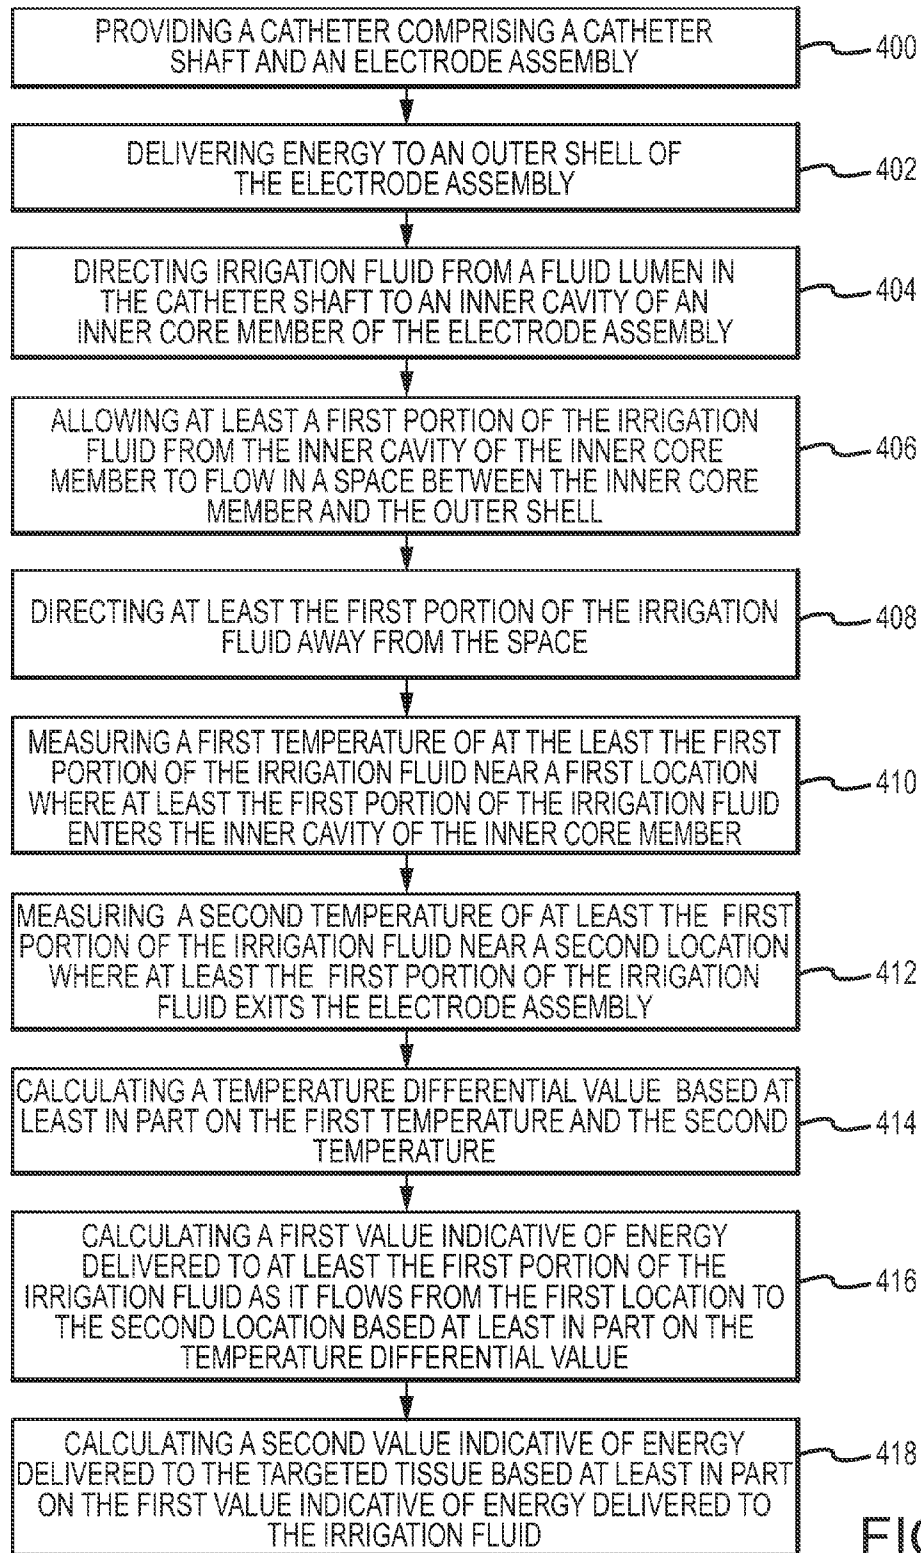 PROVIDING A CATHETER COMPRISING A CATHETER
SHAFT AND AN ELECTRODE ASSEMBLY
400
DELIVERING ENERGY TO AN OUTER SHELL OF
THE ELECTRODE ASSEMBLY
402
DIRECTING IRRIGATION FLUID FROM A FLUID LUMEN IN
THE CATHETER SHAFT TO AN INNER CAVITY OF AN
INNER CORE MEMBER OF THE ELECTRODE ASSEMBLY
404
ALLOWING AT LEAST A FIRST PORTION OF THE IRRIGATION
FLUID FROM THE INNER CAVITY OF THE INNER CORE
MEMBER TO FLOW IN A SPACE BETWEEN THE INNER CORE
MEMBER AND THE OUTER SHELL
406
DIRECTING AT LEAST THE FIRST PORTION OF THE IRRIGATION
FLUID AWAY FROM THE SPACE
408
MEASURING A FIRST TEMPERATURE OF AT THE LEAST THE FIRST
PORTION OF THE IRRIGATION FLUID NEAR A FIRST LOCATION
WHERE AT LEAST THE FIRST PORTION OF THE IRRIGATION FLUID
ENTERS THE INNER CAVITY OF THE INNER CORE MEMBER
410
MEASURING A SECOND TEMPERATURE OF AT LEAST THE FIRST
PORTION OF THE IRRIGATION FLUID NEAR A SECOND LOCATION
WHERE AT LEAST THE FIRST PORTION OF THE IRRIGATION
FLUID EXITS THE ELECTRODE ASSEMBLY
412
CALCULATING A TEMPERATURE DIFFERENTIAL VALUE BASED AT
LEAST IN PART ON THE FIRST TEMPERATURE AND THE SECOND
TEMPERATURE
414
CALCULATING A FIRST VALUE INDICATIVE OF ENERGY
DELIVERED TO AT LEAST THE FIRST PORTION OF THE
IRRIGATION FLUID AS IT FLOWS FROM THE FIRST LOCATION TO
THE SECOND LOCATION BASED AT LEAST IN PART ON THE
TEMPERATURE DIFFERENTIAL VALUE
416
CALCULATING A SECOND VALUE INDICATIVE OF ENERGY
DELIVERED TO THE TARGETED TISSUE BASED AT LEAST IN PART
ON THE FIRST VALUE INDICATIVE OF ENERGY DELIVERED TO
THE IRRIGATION FLUID
418